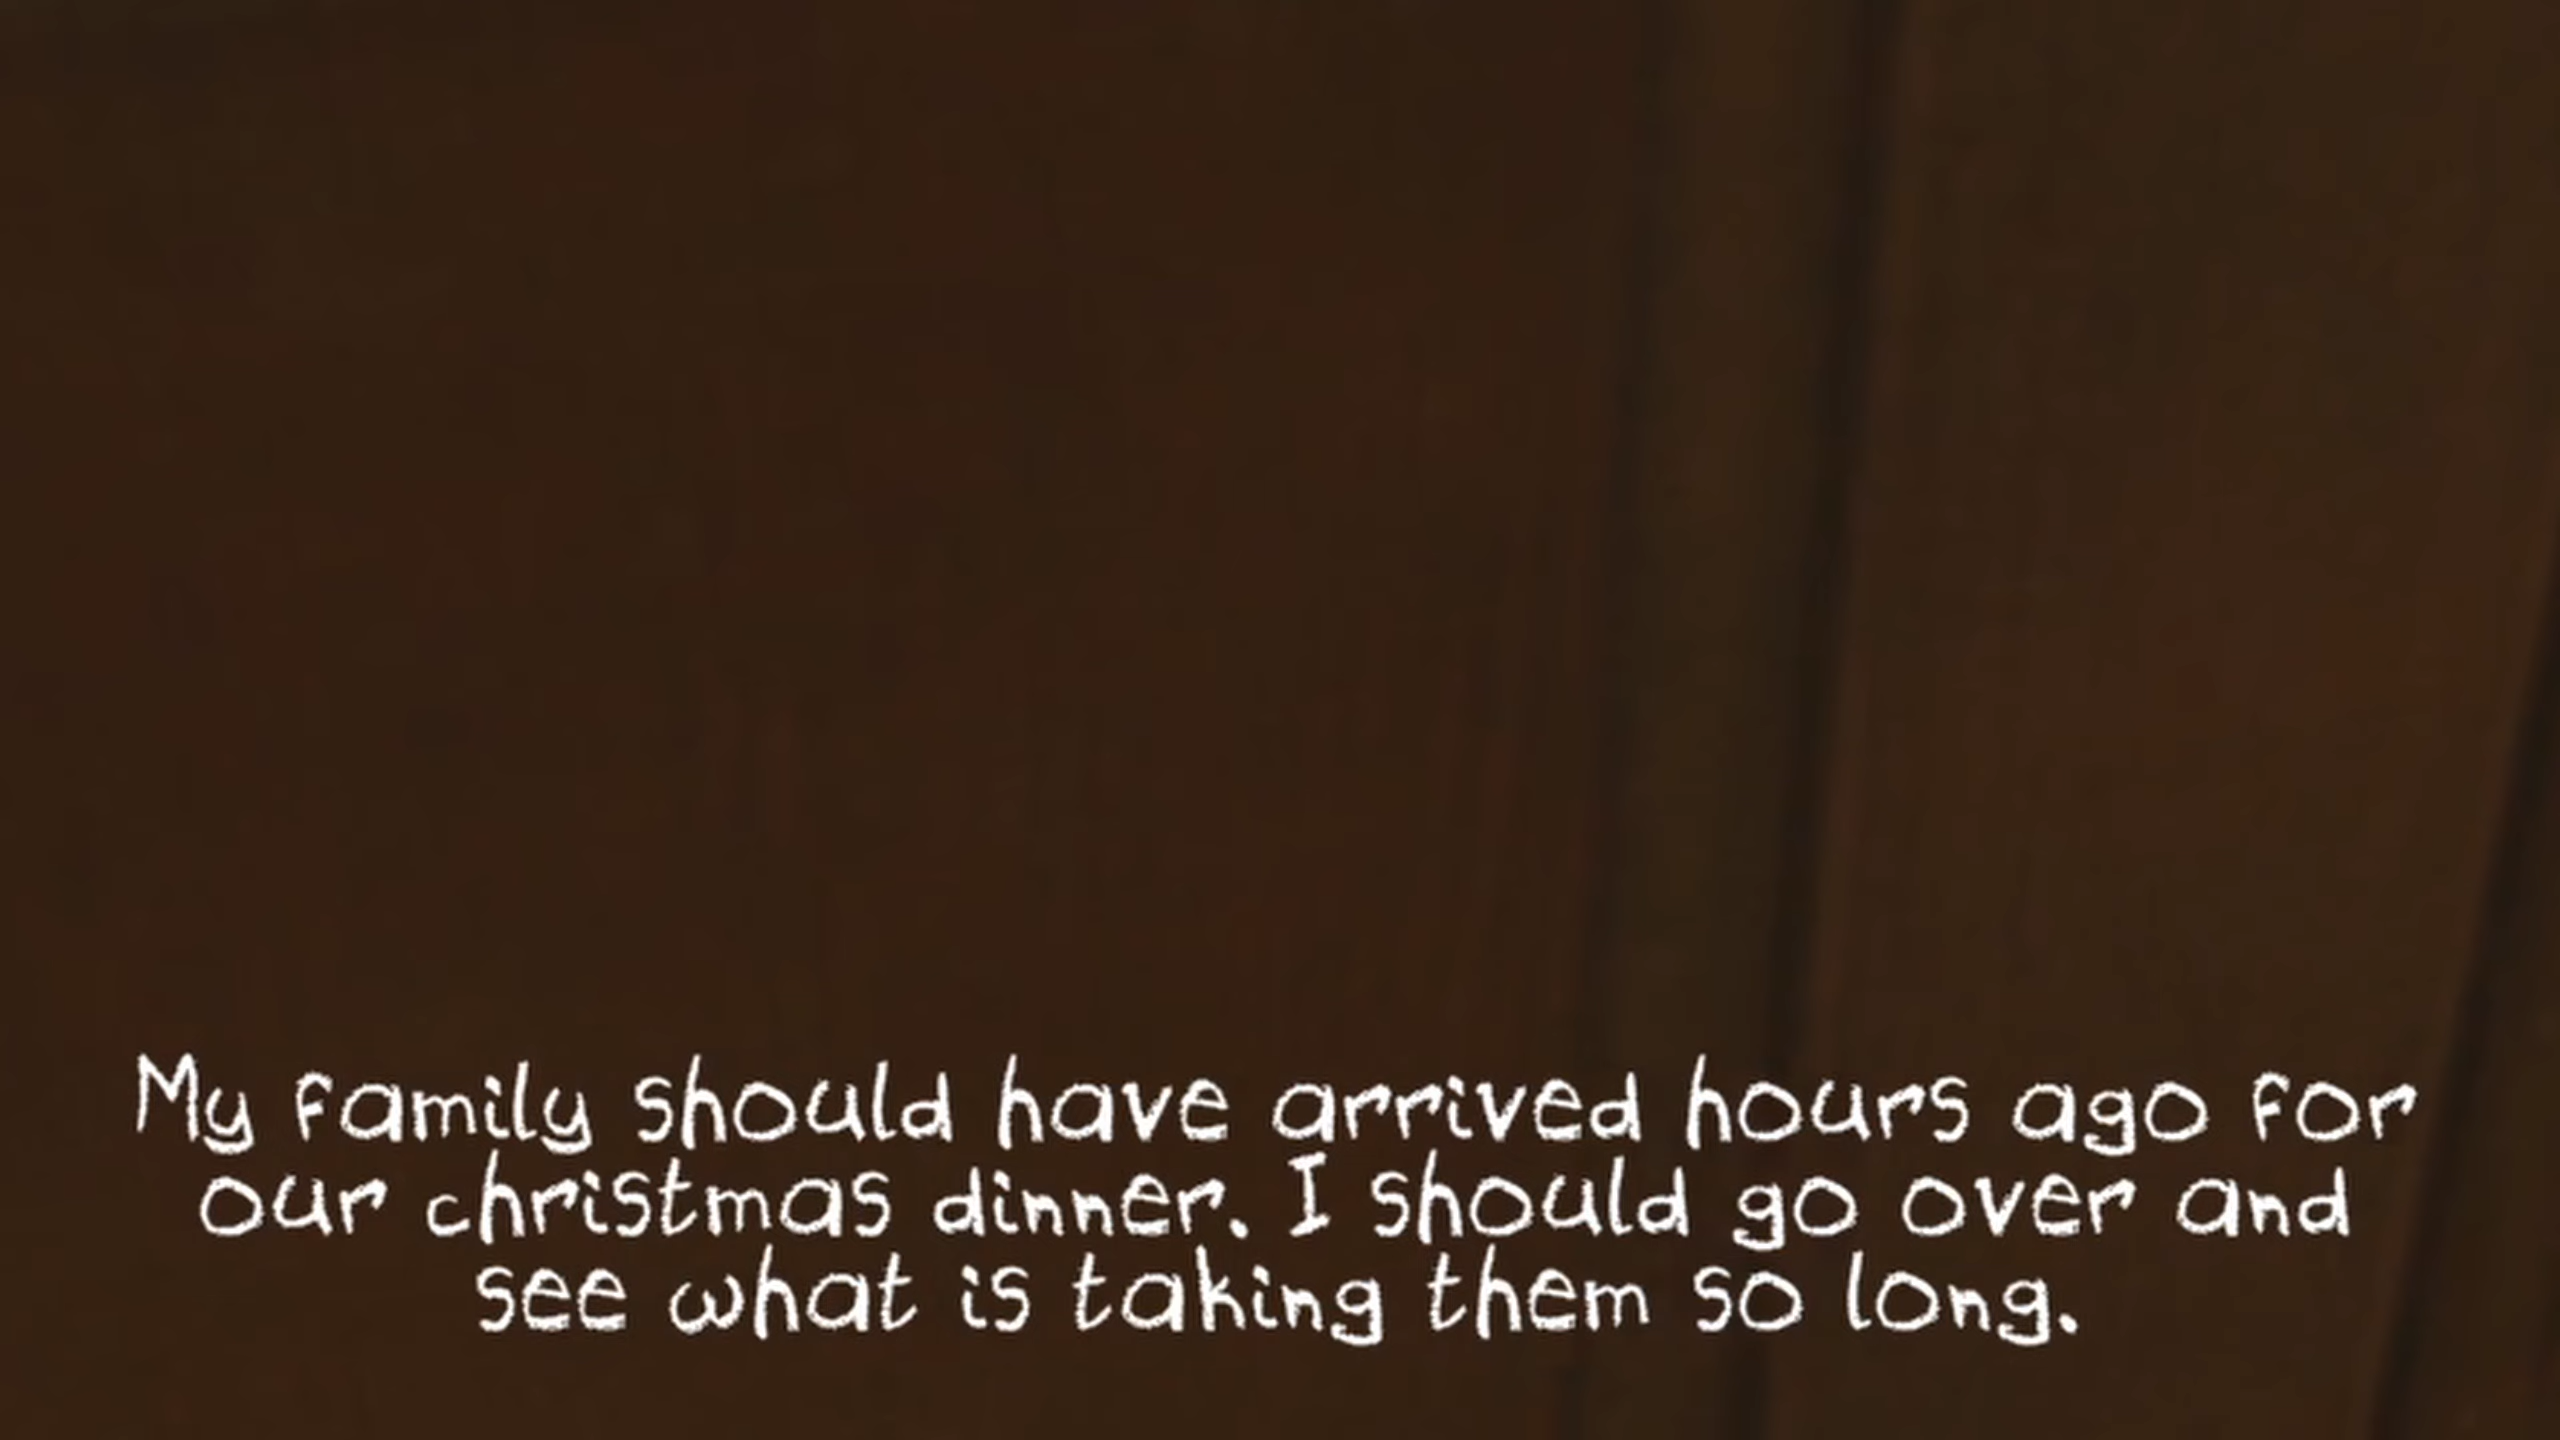 My family should have arrived hours ago for
our christmas dinner. I should go over and
see what is taking them so long.